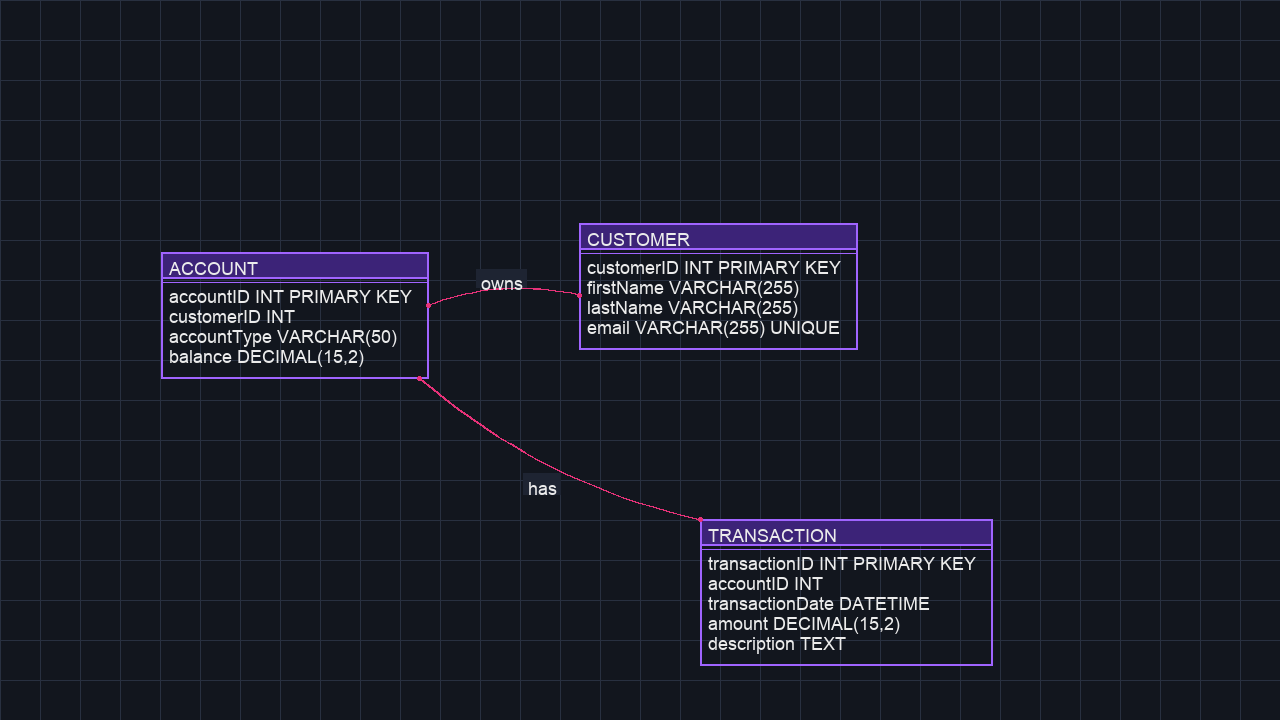 ACCOUNT
accountID INT PRIMARY KEY
customerID INT
accountType VARCHAR(50)
balance DECIMAL(15,2)
owns
CUSTOMER
customerID INT PRIMARY KEY
firstName VARCHAR(255)
lastName VARCHAR(255)
email VARCHAR(255) UNIQUE
has
TRANSACTION
transactionID INT PRIMARY KEY
accountID INT
transactionDate DATETIME
amount DECIMAL(15,2)
description TEXT